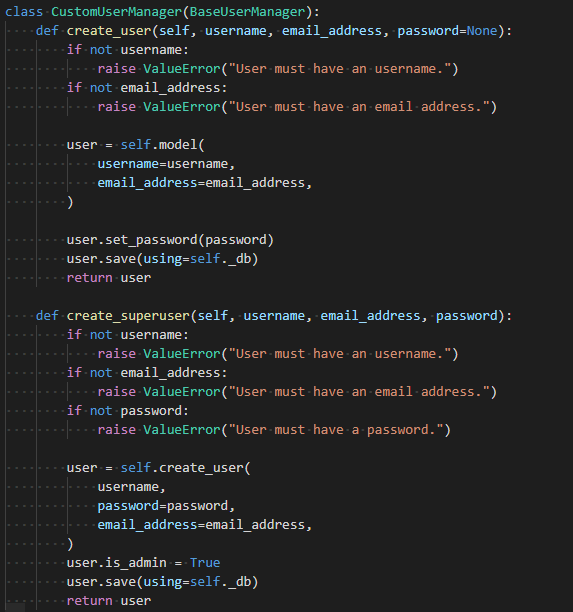 class CustomUserManager(BaseUserManager):
    def create_user(self, username, email_address, password=None):
        if not username:
            raise ValueError("User must have an username.")
        if not email_address:
            raise ValueError("User must have an email address.")

        user = self.model(
            username=username,
            email_address=email_address,
        )

        user.set_password(password)
        user.save(using=self._db)
        return user

    def create_superuser(self, username, email_address, password):
        if not username:
            raise ValueError("User must have an username.")
        if not email_address:
            raise ValueError("User must have an email address.")
        if not password:
            raise ValueError("User must have a password.")

        user = self.create_user(
            username,
            password=password,
            email_address=email_address,
        )
        user.is_admin = True
        user.save(using=self._db)
        return user